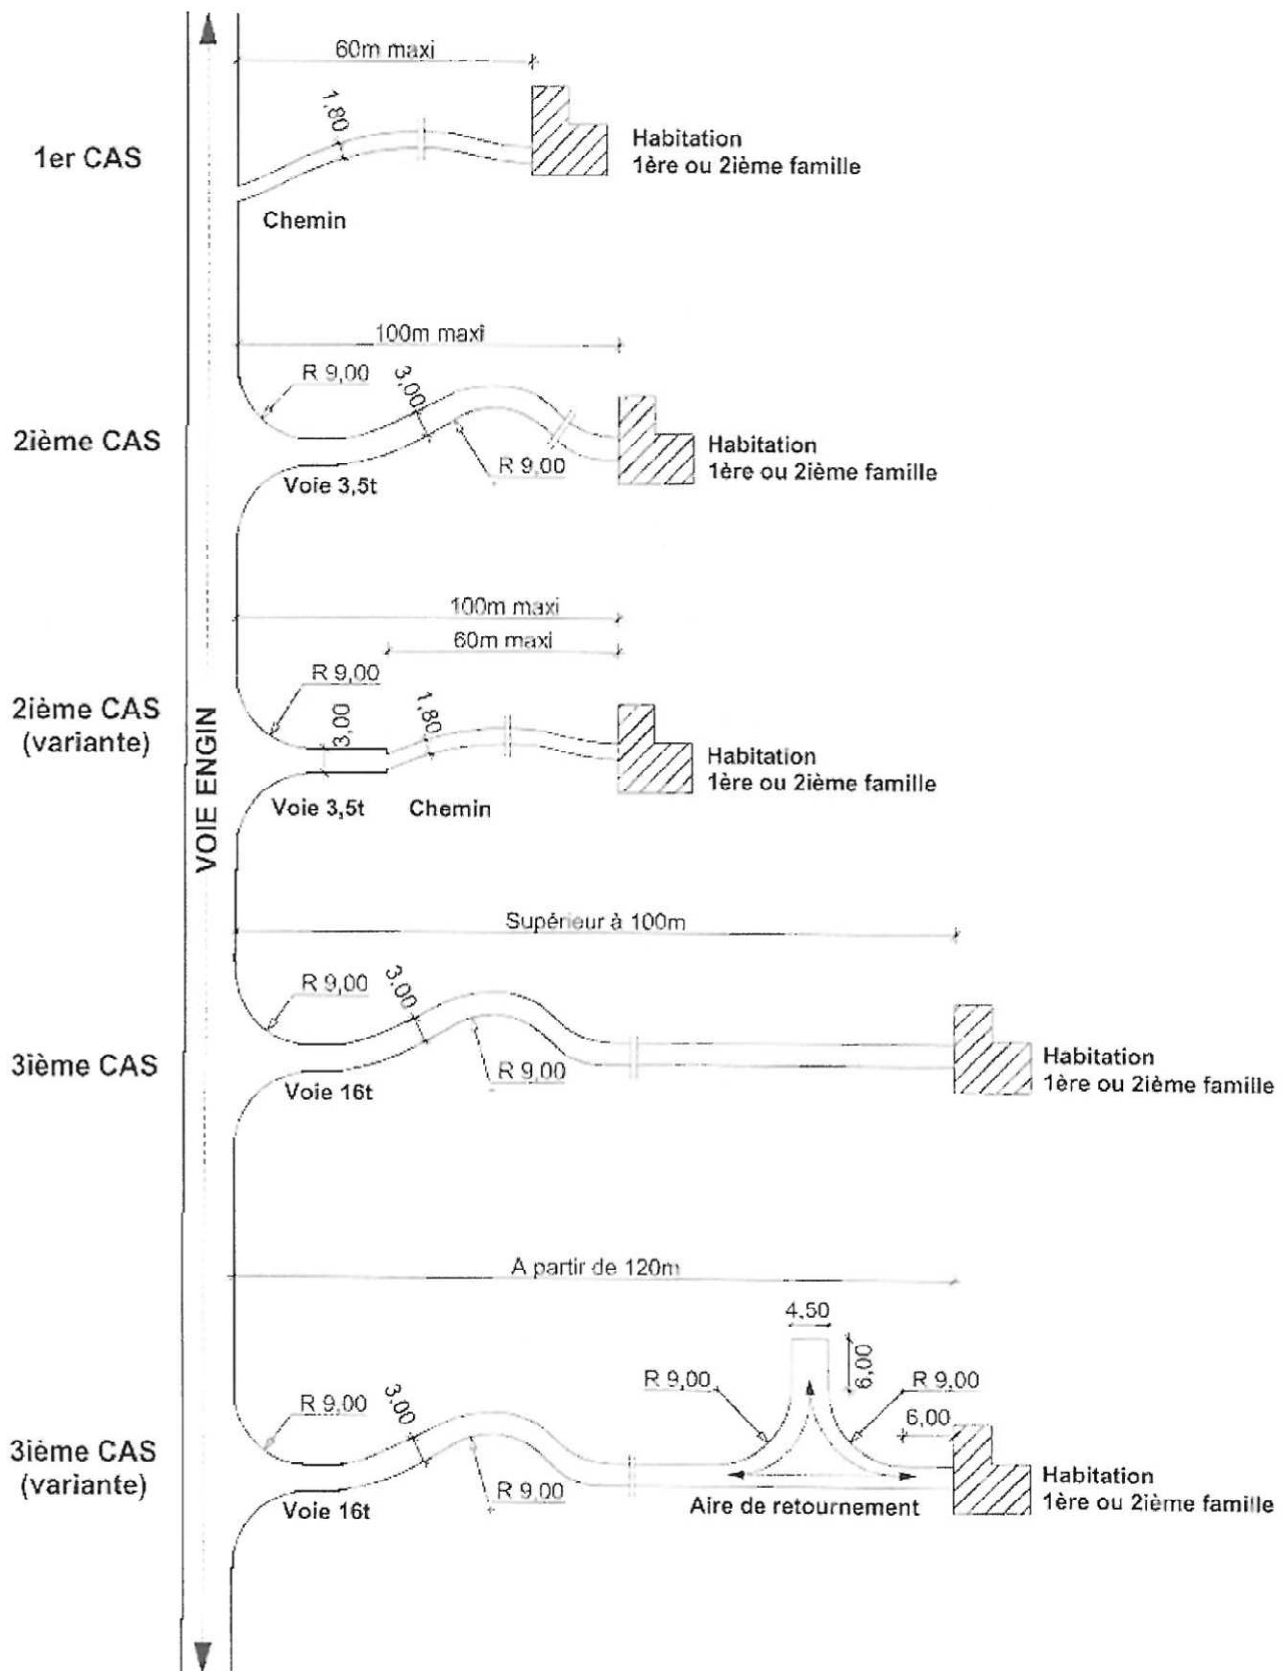 60m maxi
1,80
1er CAS
Habitation
1ère ou 2ième famille
Chemin
100m maxi
R 9,00
3,00
2ième CAS
Habitation
1ère ou 2ième famille
R 9,00
Voie 3,5t
100m maxi
60m maxi
R 9,00
3,00
1,80
2ième CAS
(variante)
VOIE ENGIN
Habitation
1ère ou 2ième famille
Voie 3,5t
Chemin
Supérieur à 100m
R 9,00
3.00
3ième CAS
Habitation
1ère ou 2ième famille
R 9,00
Voie 16t
A partir de 120m
4,50
6,00
R 9,00
R 9,00
R 9,00
3,00
6,00
3ième CAS
(variante)
R 9,00
Voie 16t
Aire de retournement
Habitation
1ère ou 2ième famille